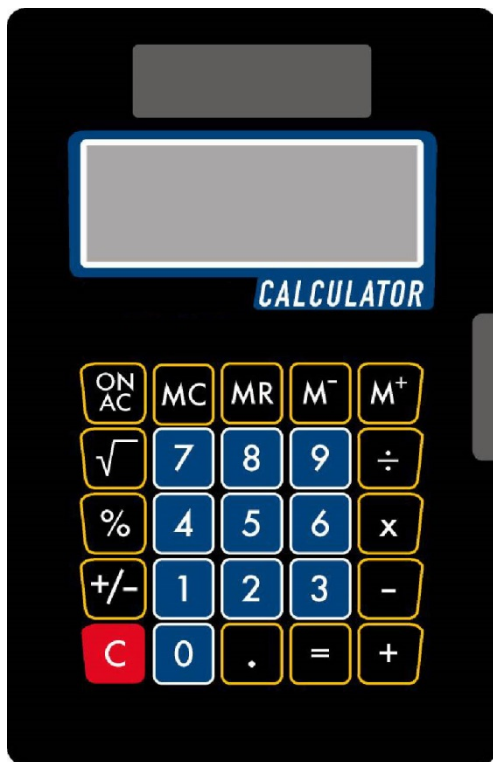 CALCULATOR
ON
AC MC MR M⁻ M⁺
√ 7 8 9 ÷
% 4 5 6 x
+/- 1 2 3 -
C 0 . = +